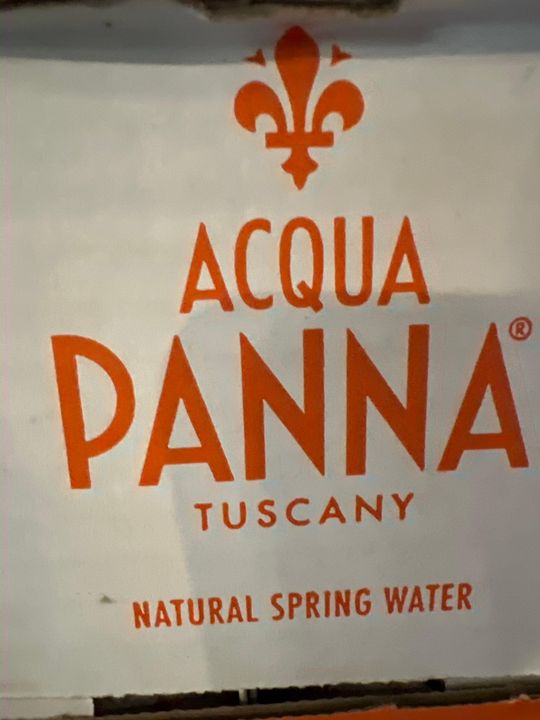 ACQUA
PANNA®
TUSCANY
NATURAL SPRING WATER